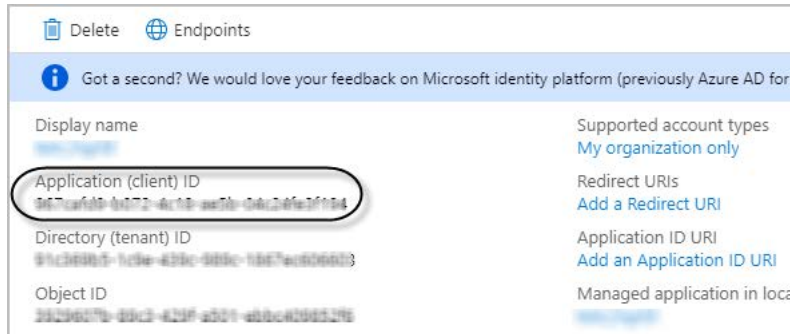 Delete Endpoints
Got a second? We would love your feedback on Microsoft identity platform (previously Azure AD for
Display name
Application (client) ID
Directory (tenant) ID
Object ID
Supported account types
My organization only
Redirect URIs
Add a Redirect URI
Application ID URI
Add an Application ID URI
Managed application in loca